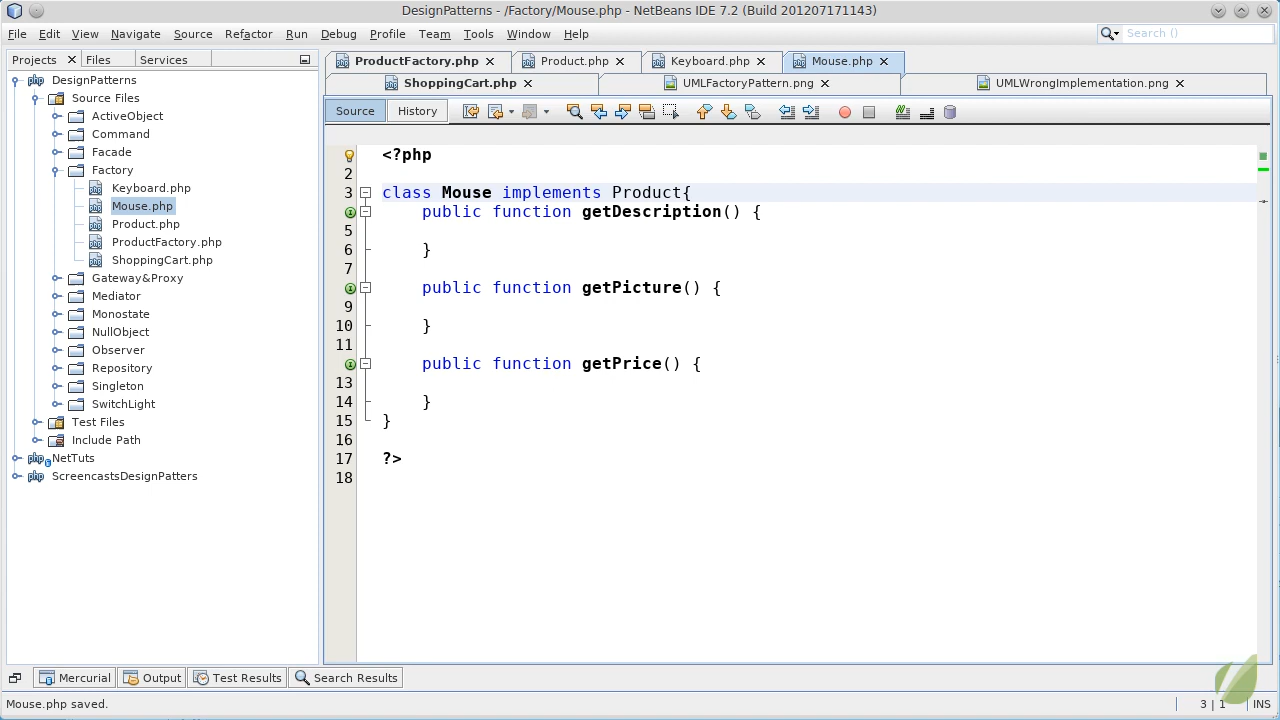 DesignPatterns - /Factory/Mouse.php - NetBeans IDE 7.2 (Build 201207171143)
File Edit View Navigate Source Refactor Run Debug Profile Team Tools Window Help Search ()
Projects Files Services
DesignPatterns
Source Files
ActiveObject
Command
Facade
Factory
Keyboard.php
Mouse.php
Product.php
ProductFactory.php
ShoppingCart.php
Gateway&Proxy
Mediator
Monostate
NullObject
Observer
Repository
Singleton
SwitchLight
Test Files
Include Path
NetTuts
ScreencastsDesignPatters
ProductFactory.php Product.php Keyboard.php Mouse.php
ShoppingCart.php UMLFactoryPattern.png UMLWrongImplementation.png
Source History
<?php
2
3 class Mouse implements Product{
public function getDescription() {
5
6 }
7
public function getPicture() {
9
10 }
11
public function getPrice() {
13
14 }
15 }
16
17 ?>
18
Mercurial Output Test Results Search Results
Mouse.php saved. 3 | 1 INS